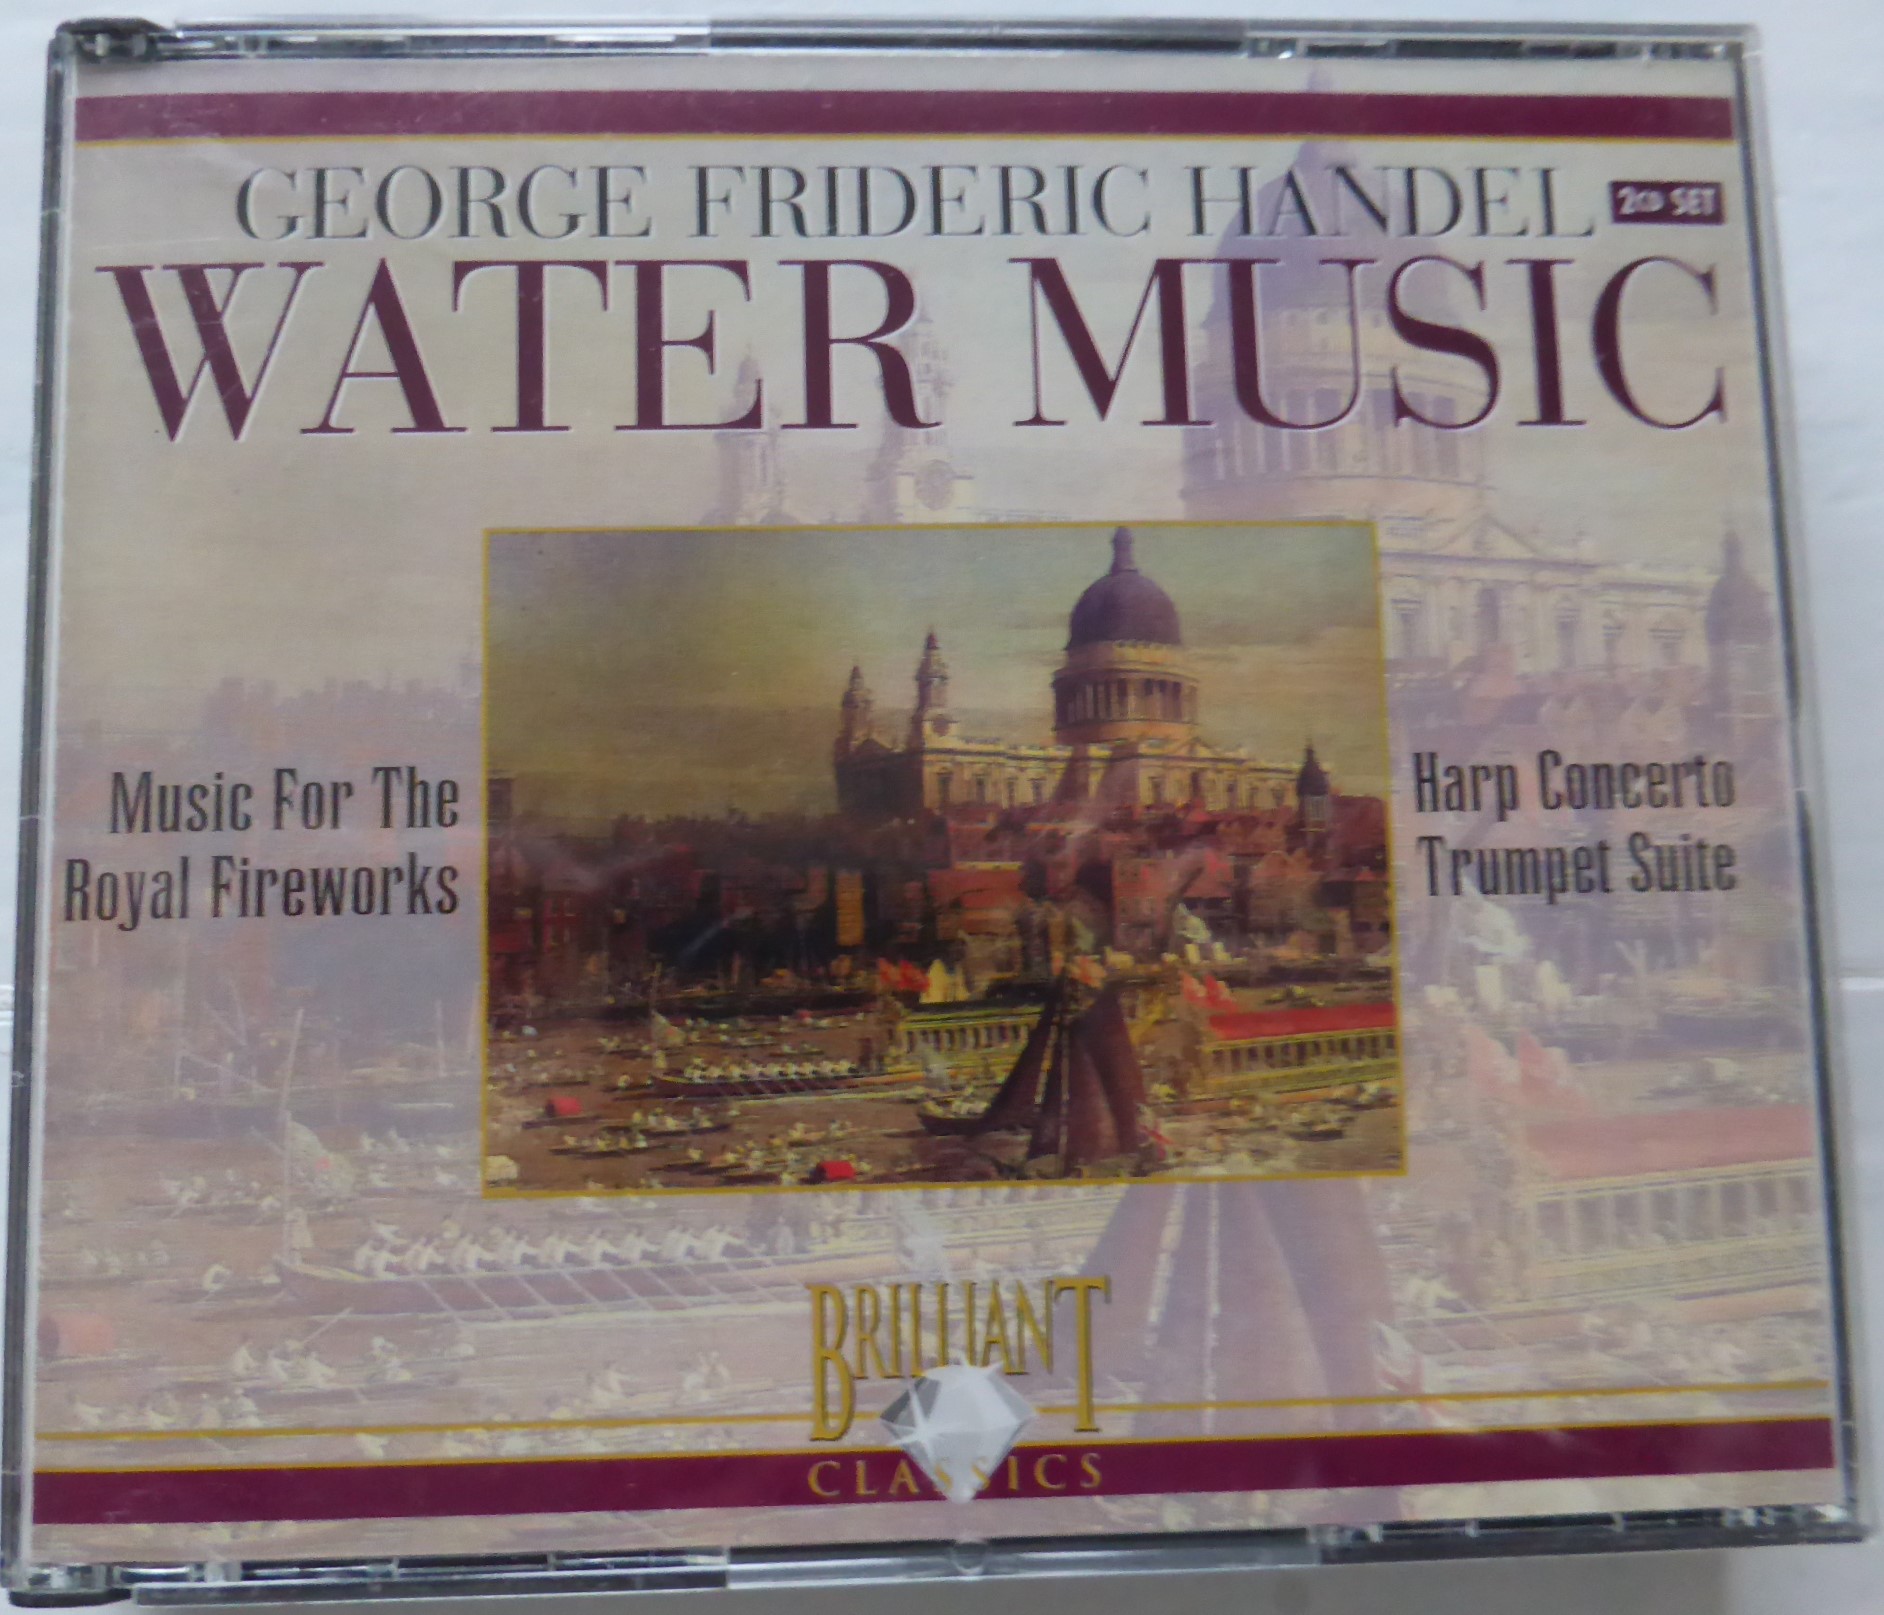 GEORGE FRIDERIC HANDEL 2CD SET
WATER MUSIC
Music For The
Royal Fireworks
Harp Concerto
Trumpet Suite
BRILLIANT
CLASSICS